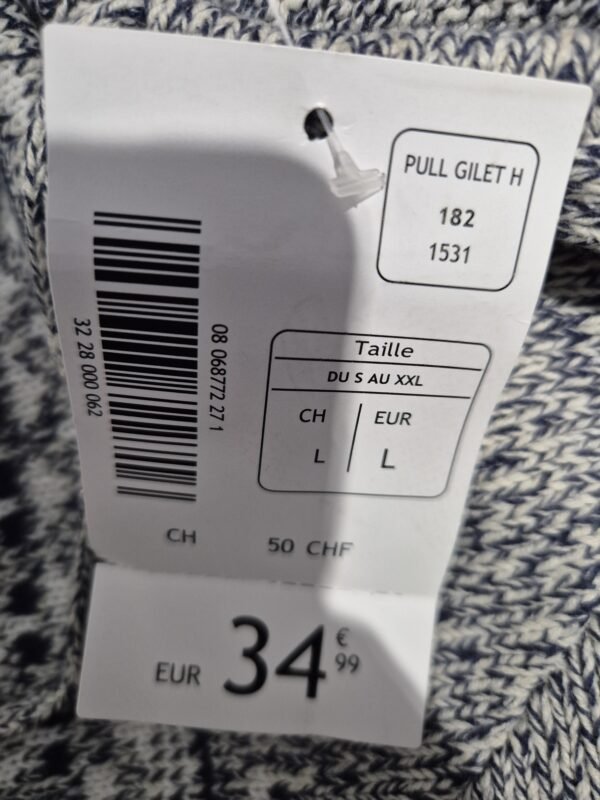 PULL GILET H
182
1531
08 068772 27 1
32 28 000 062
Taille
DU S AU XXL
CH EUR
L L
CH 50 CHF
EUR 34 € 99